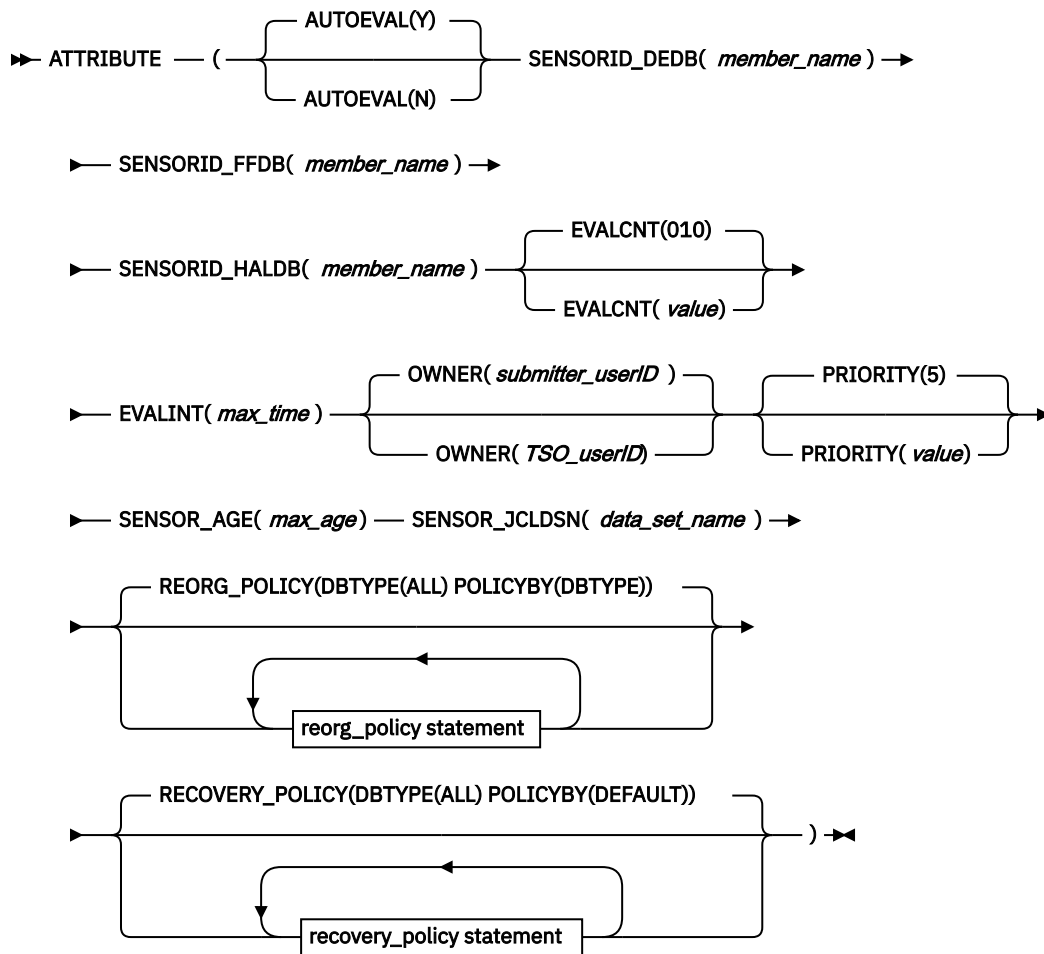 AUTOEVAL(Y)
ATTRIBUTE ( SENSORID_DEDB( member_name )
AUTOEVAL(N)
SENSORID_FFDB( member_name )
EVALCNT(010)
SENSORID_HALDB( member_name )
EVALCNT( value)
OWNER( submitter_userID ) PRIORITY(5)
EVALINT( max_time )
OWNER( TSO_userID) PRIORITY( value)
SENSOR_AGE( max_age) SENSOR_JCLDSN( data_set_name )
REORG_POLICY(DBTYPE(ALL) POLICYBY(DBTYPE))
reorg_policy statement
RECOVERY_POLICY(DBTYPE(ALL) POLICYBY(DEFAULT))
)
recovery_policy statement